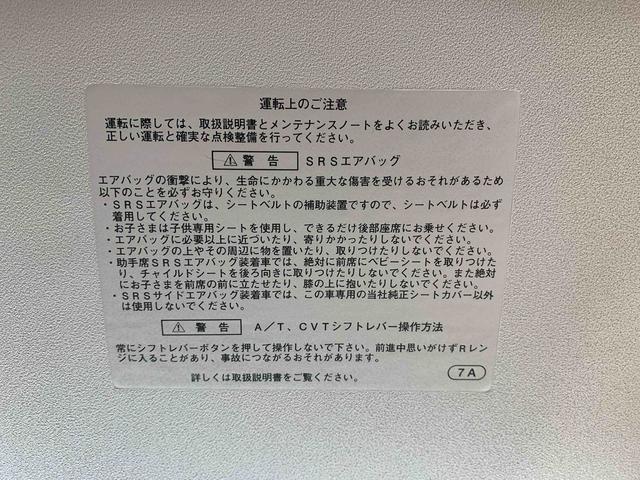 運転上のご注意
運転に際しては、取扱説明書とメンテナンスノートをよくお読みいただき、
正しい運転と確実な点検整備を行ってください。
⚠警告 SRSエアバッグ
エアバッグの衝撃により、生命にかかわる重大な傷害を受けるおそれがあるため
以下のことを必ずお守りください。
・SRSエアバッグは、シートベルトの補助装置ですので、シートベルトは必ず
着用してください。
・お子さまは子供専用シートを使用し、できるだけ後部座席にお乗せください。
・エアバッグに必要以上に近づいたり、寄りかかったりしないでください。
・エアバッグの上やその周辺に物を置いたり、取りつけたりしないでください。
・助手席SRSエアバッグ装着車では、絶対に前席にベビーシートを取りつけた
り、チャイルドシートを後ろ向きに取りつけたりしないでください。また絶対
にお子さまを前席の前に立たせたり、膝の上に抱いたりしないでください。
・SRSサイドエアバッグ装着車では、この車専用の当社純正シートカバー以外
は使用しないでください。
⚠警告 A/T、CVTシフトレバー操作方法
常にシフトレバーボタンを押して操作しないで下さい。前進中思いがけずRレン
ジに入ることがあり、事故につながるおそれがあります。
詳しくは取扱説明書をご覧ください。
7A